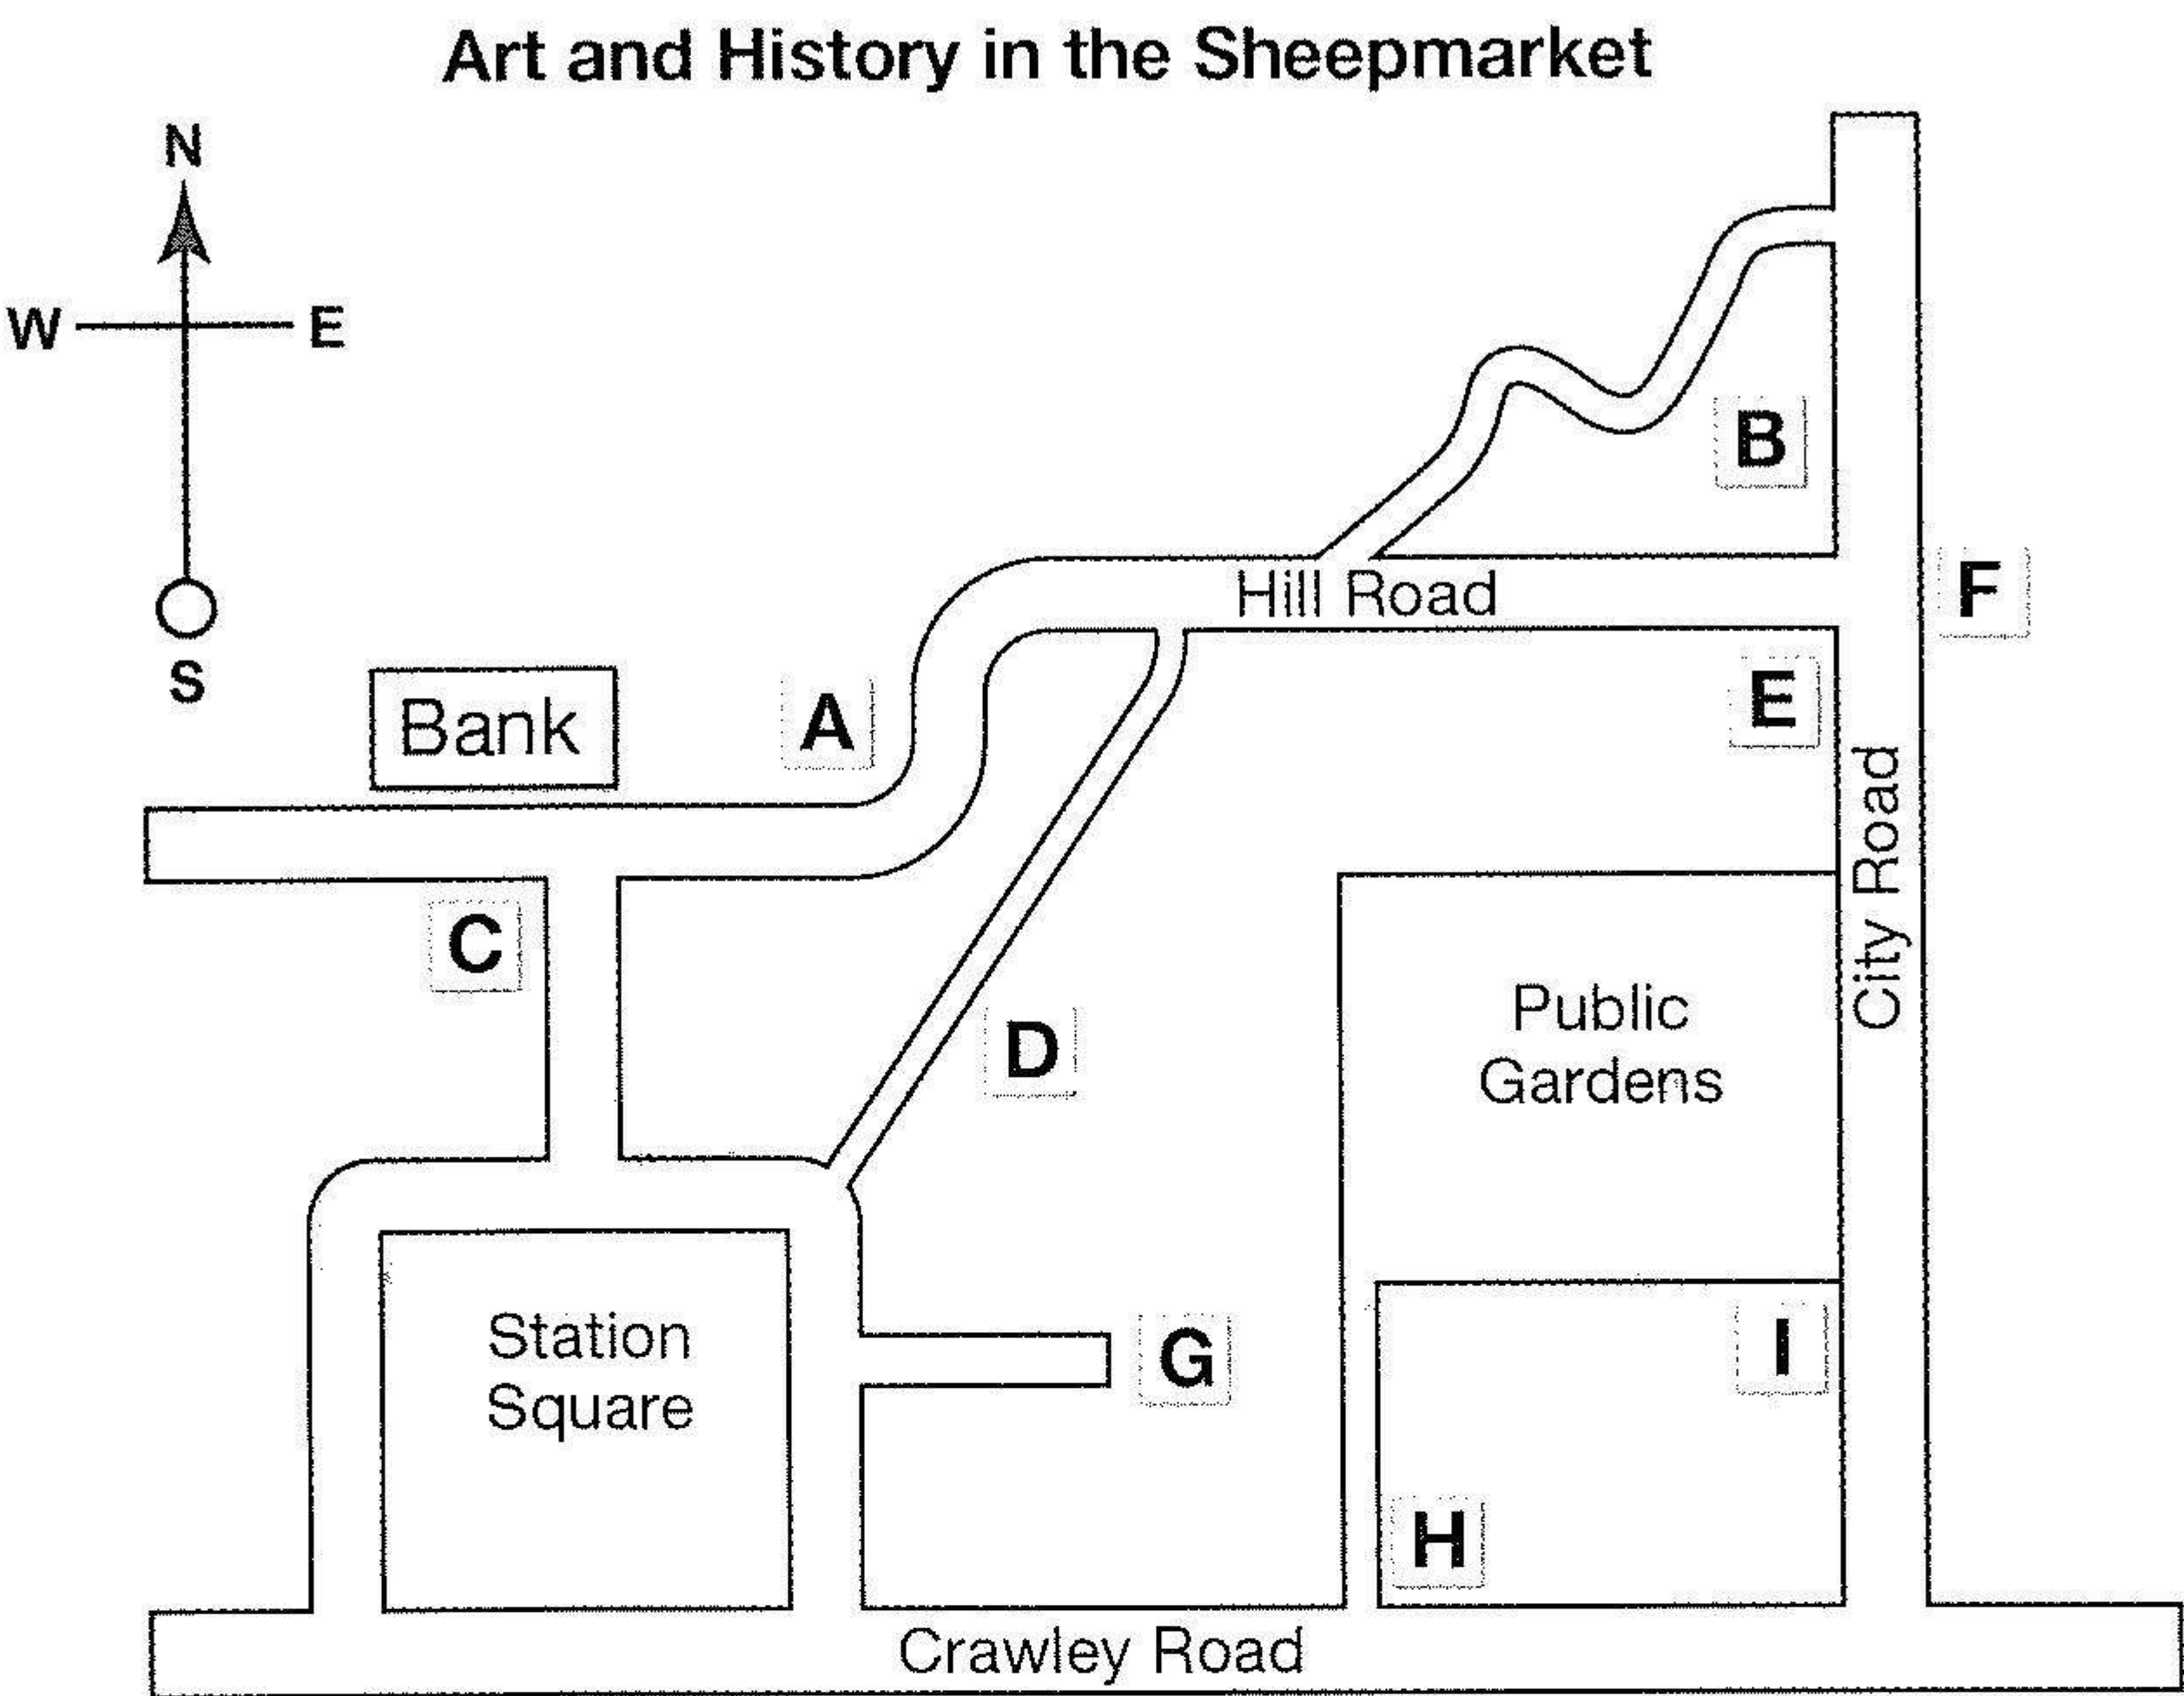 Art and History in the Sheepmarket
N
W
E
S
B
Hill Road
F
Bank
A
E
City Road
C
D
Public
Gardens
Station
Square
G
I
H
Crawley Road